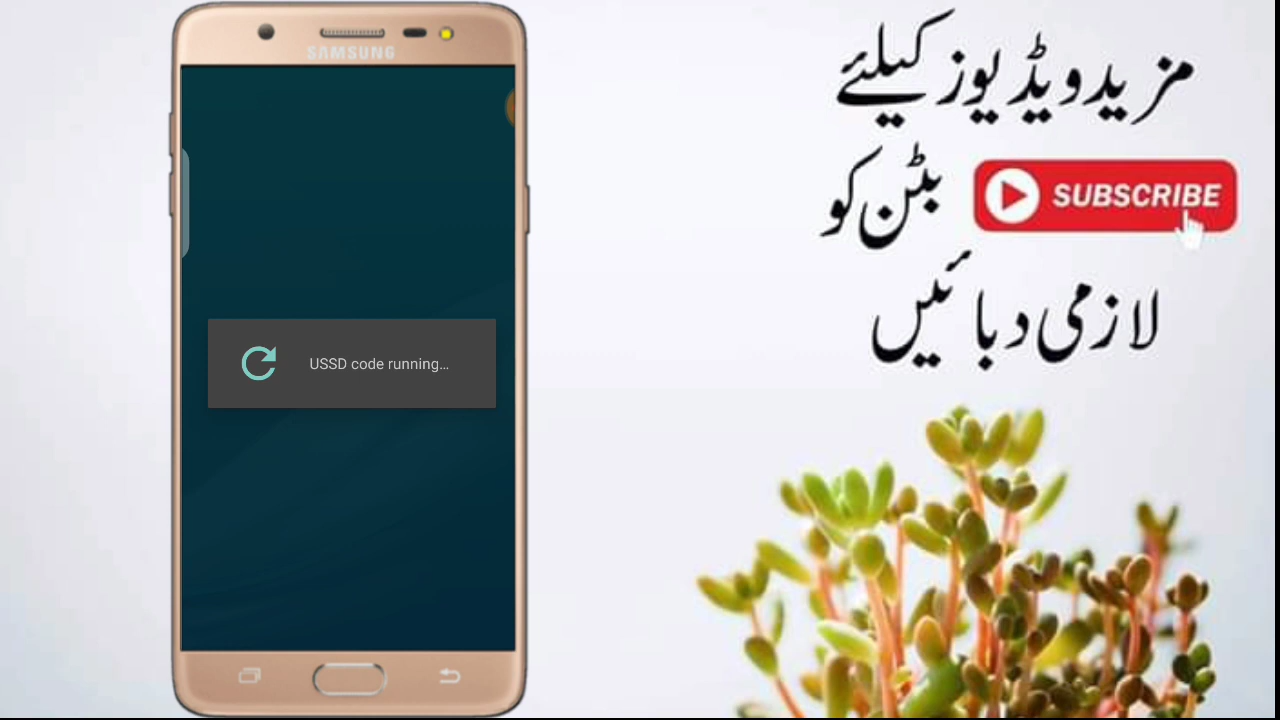 SAMSUNG
USSD code running...
مزید ویڈیوز کیلئے
SUBSCRIBE بٹن کو
لازمی دبائیں